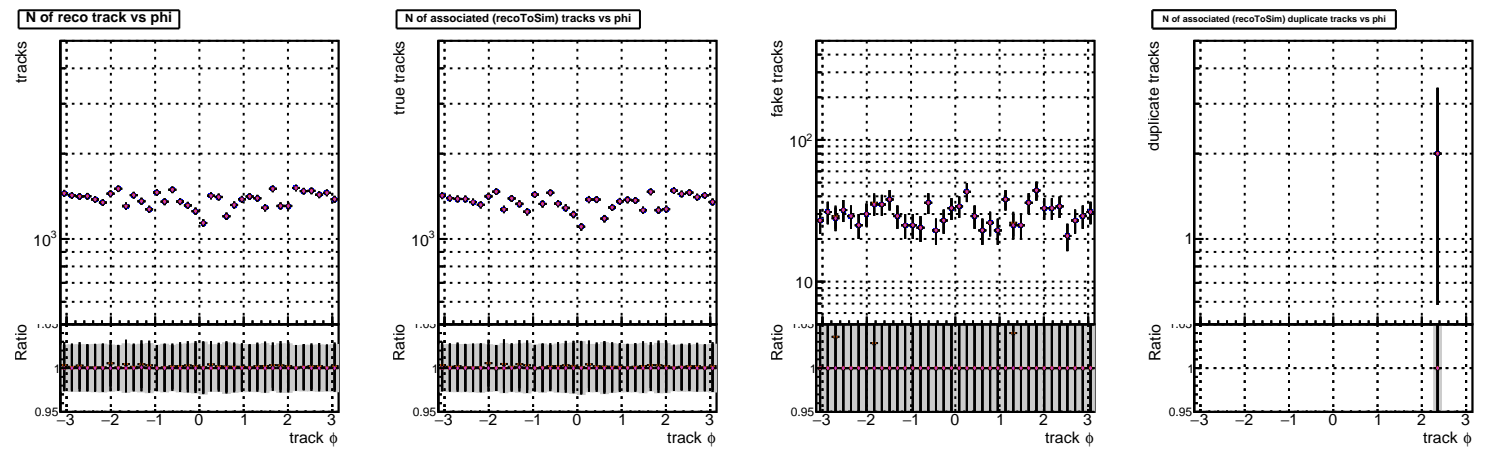 N of reco track vs phi
tracks
10³
Ratio
1
0.95
−3 −2 −1 0 1 2 3
track ϕ
N of associated (recoToSim) tracks vs phi
true tracks
10³
Ratio
1
0.95
−3 −2 −1 0 1 2 3
track ϕ
fake tracks
10²
10
Ratio
1
0.95
−3 −2 −1 0 1 2 3
track ϕ
N of associated (recoToSim) duplicate tracks vs phi
duplicate tracks
1
Ratio
1
0.95
−3 −2 −1 0 1 2 3
track ϕ